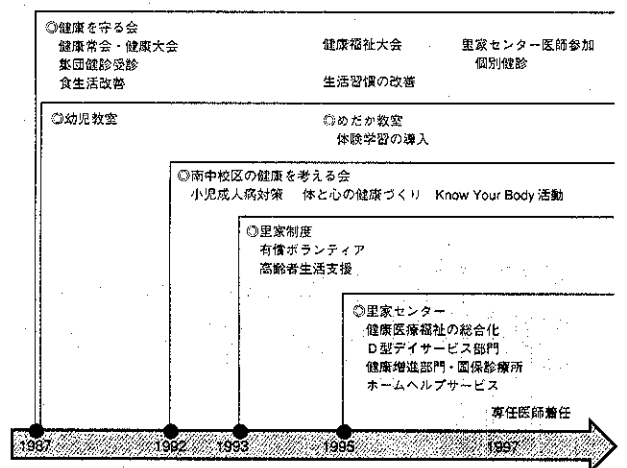 ◎健康を守る会
健康常会・健康大会
健康福祉大会
里家センター医師参加
集団健診受診
個別健診
食生活改善
生活習慣の改善
◎幼児教室
◎めだか教室
体験学習の導入
◎南中校区の健康を考える会
小児成人病対策 体と心の健康づくり Know Your Body 活動
◎里家制度
有償ボランティア
高齢者生活支援
◎里家センター
健康医療福祉の総合化
D型デイサービス部門
健康増進部門・国保診療所
ホームヘルプサービス
専任医師着任
1987 1992 1993 1995 1997